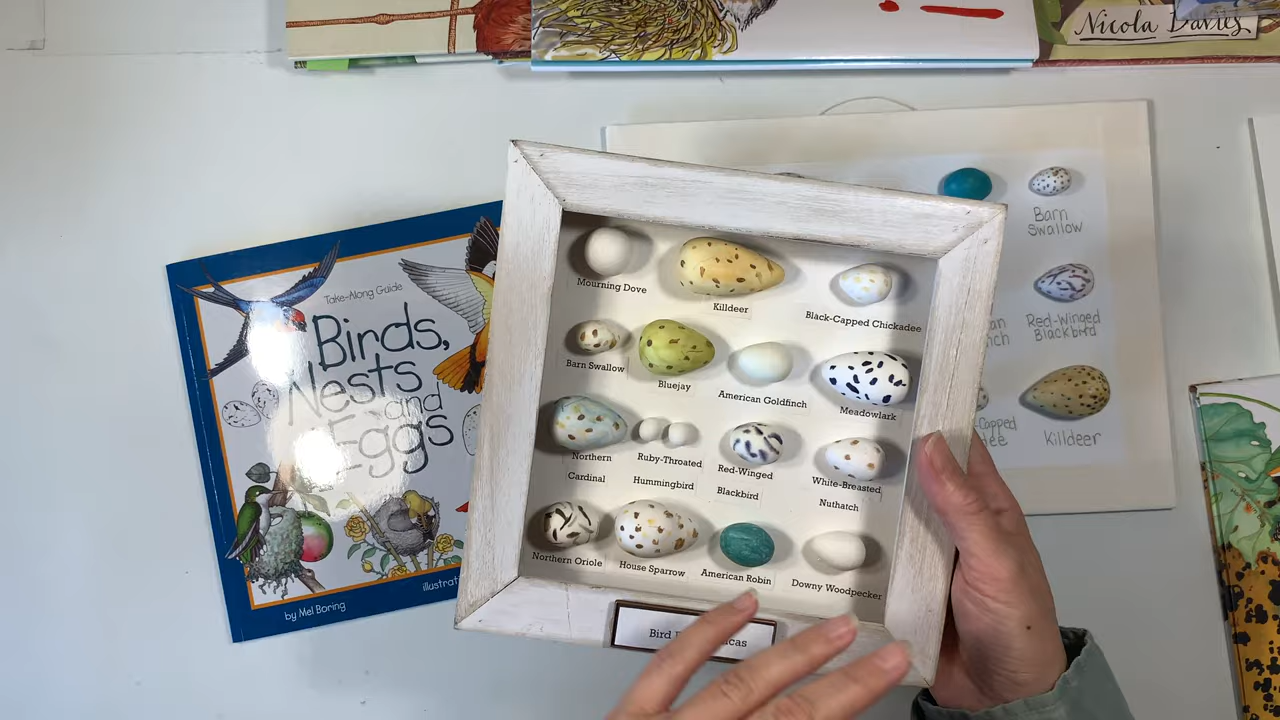 Nicola Davies
Take-Along Guide
Birds,
Nests
and
Eggs
by Mel Boring
Mourning Dove
Killdeer
Black-Capped Chickadee
Barn Swallow
Bluejay
American Goldfinch
Meadowlark
Northern
Cardinal
Ruby-Throated
Hummingbird
Red-Winged
Blackbird
White-Breasted
Nuthatch
Northern Oriole
House Sparrow
American Robin
Downy Woodpecker
Bird
Barn
Swallow
Red-Winged
Blackbird
Killdeer